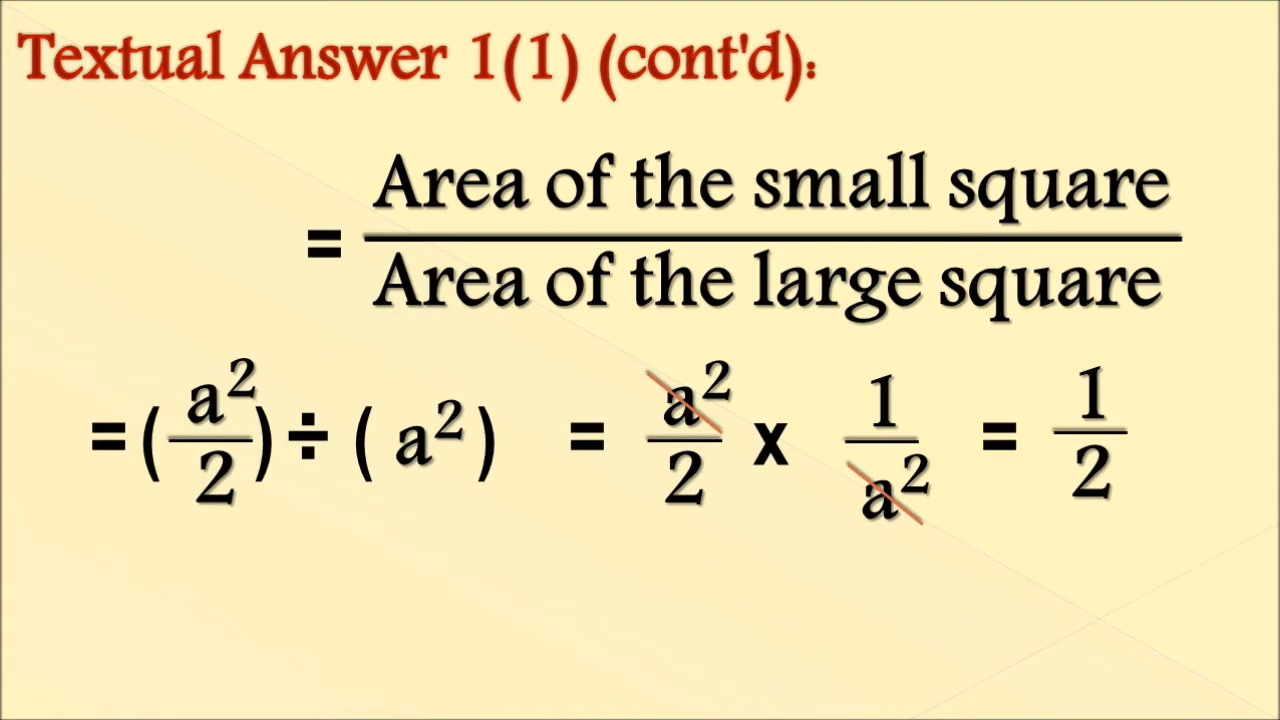 Textual Answer 1(1) (cont'd):
= Area of the small square
Area of the large square
= ( a² / 2 ) ÷ ( a² ) = a² / 2 x 1 / a² = 1 / 2